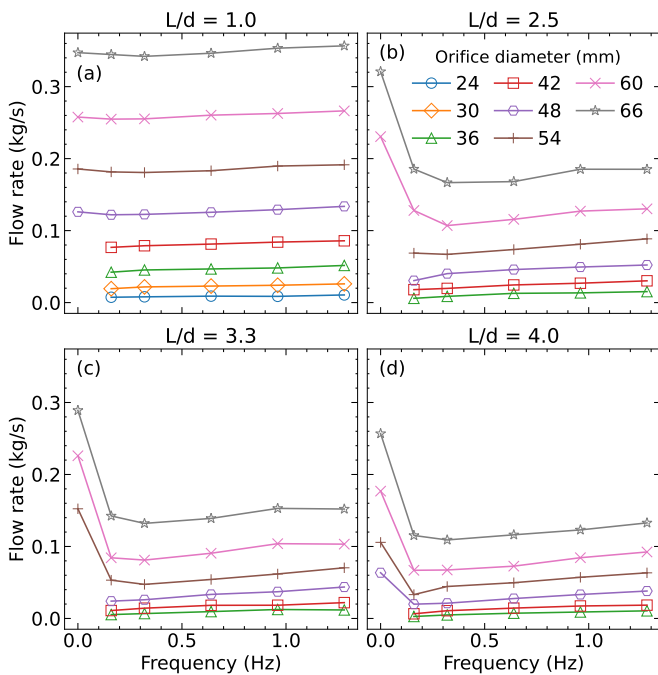 L/d = 1.0
L/d = 2.5
(a)
(b)
Orifice diameter (mm)
24 42 60
30 48 66
36 54
Flow rate (kg/s)
0.3
0.2
0.1
0.0
L/d = 3.3
L/d = 4.0
(c)
(d)
Flow rate (kg/s)
0.3
0.2
0.1
0.0
0.0 0.5 1.0
0.0 0.5 1.0
Frequency (Hz)
Frequency (Hz)